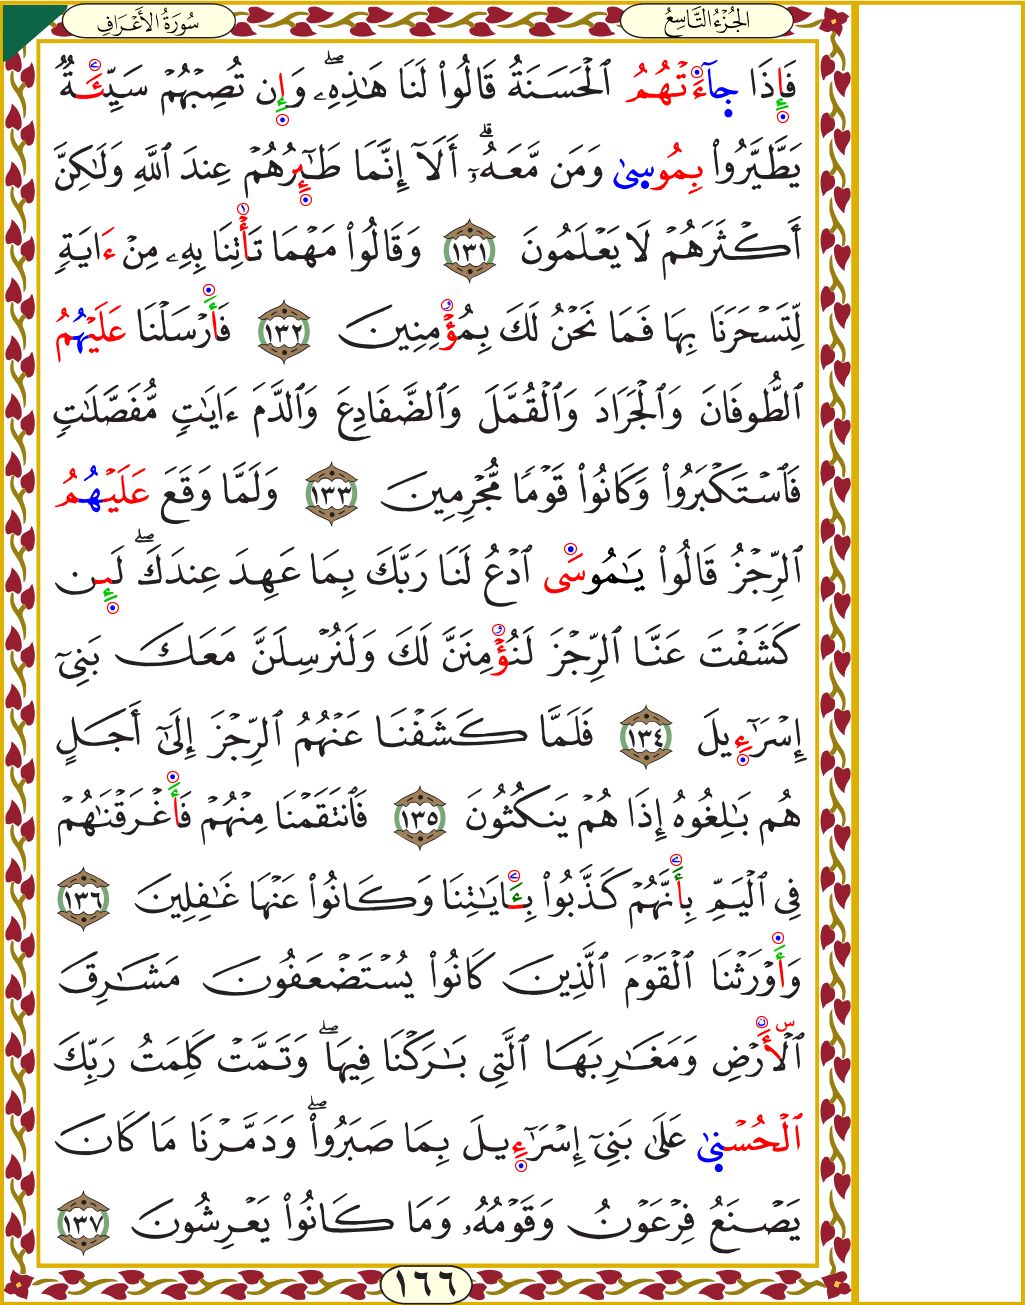 سُورَةُ الأَعْرَافِ
الجُزْءُ التَّاسِعُ
فَإِذَا جَآءَتْهُمُ ٱلْحَسَنَةُ قَالُوا۟ لَنَا هَـٰذِهِۦ ۖ وَإِن تُصِبْهُمْ سَيِّئَةٌ
يَطَّيَّرُوا۟ بِمُوسىٰ وَمَن مَّعَهُۥٓ ۗ أَلَآ إِنَّمَا طَـٰٓئِرُهُمْ عِندَ ٱللَّهِ وَلَـٰكِنَّ
أَكْثَرَهُمْ لَا يَعْلَمُونَ ١٣١ وَقَالُوا۟ مَهْمَا تَأْتِنَا بِهِۦ مِنْ ءَايَةٍ
لِّتَسْحَرَنَا بِهَا فَمَا نَحْنُ لَكَ بِمُؤْمِنِينَ ١٣٢ فَأَرْسَلْنَا عَلَيْهُمُ
ٱلطُّوفَانَ وَٱلْجَرَادَ وَٱلْقُمَّلَ وَٱلضَّفَادِعَ وَٱلدَّمَ ءَايَـٰتٍ مُّفَصَّلَـٰتٍ
فَٱسْتَكْبَرُوا۟ وَكَانُوا۟ قَوْمًا مُّجْرِمِينَ ١٣٣ وَلَمَّا وَقَعَ عَلَيْهُمُ
ٱلرِّجْزُ قَالُوا۟ يَـٰمُوسَى ٱدْعُ لَنَا رَبَّكَ بِمَا عَهِدَ عِندَكَ ۖ لَئِن
كَشَفْتَ عَنَّا ٱلرِّجْزَ لَنُؤْمِنَنَّ لَكَ وَلَنُرْسِلَنَّ مَعَكَ بَنِىٓ
إِسْرَٰٓءِيلَ ١٣٤ فَلَمَّا كَشَفْنَا عَنْهُمُ ٱلرِّجْزَ إِلَىٰٓ أَجَلٍ
هُم بَـٰلِغُوهُ إِذَا هُمْ يَنكُثُونَ ١٣٥ فَٱنتَقَمْنَا مِنْهُمْ فَأَغْرَقْنَـٰهُمْ
فِى ٱلْيَمِّ بِأَنَّهُمْ كَذَّبُوا۟ بِـَٔايَـٰتِنَا وَكَانُوا۟ عَنْهَا غَـٰفِلِينَ ١٣٦
وَأَوْرَثْنَا ٱلْقَوْمَ ٱلَّذِينَ كَانُوا۟ يُسْتَضْعَفُونَ مَشَـٰرِقَ
ٱلْأَرْضِ وَمَغَـٰرِبَهَا ٱلَّتِى بَـٰرَكْنَا فِيهَا ۖ وَتَمَّتْ كَلِمَتُ رَبِّكَ
ٱلْحُسْنىٰ عَلَىٰ بَنِىٓ إِسْرَٰٓءِيلَ بِمَا صَبَرُوا۟ ۖ وَدَمَّرْنَا مَا كَانَ
يَصْنَعُ فِرْعَوْنُ وَقَوْمُهُۥ وَمَا كَانُوا۟ يَعْرِشُونَ ١٣٧
١٦٦